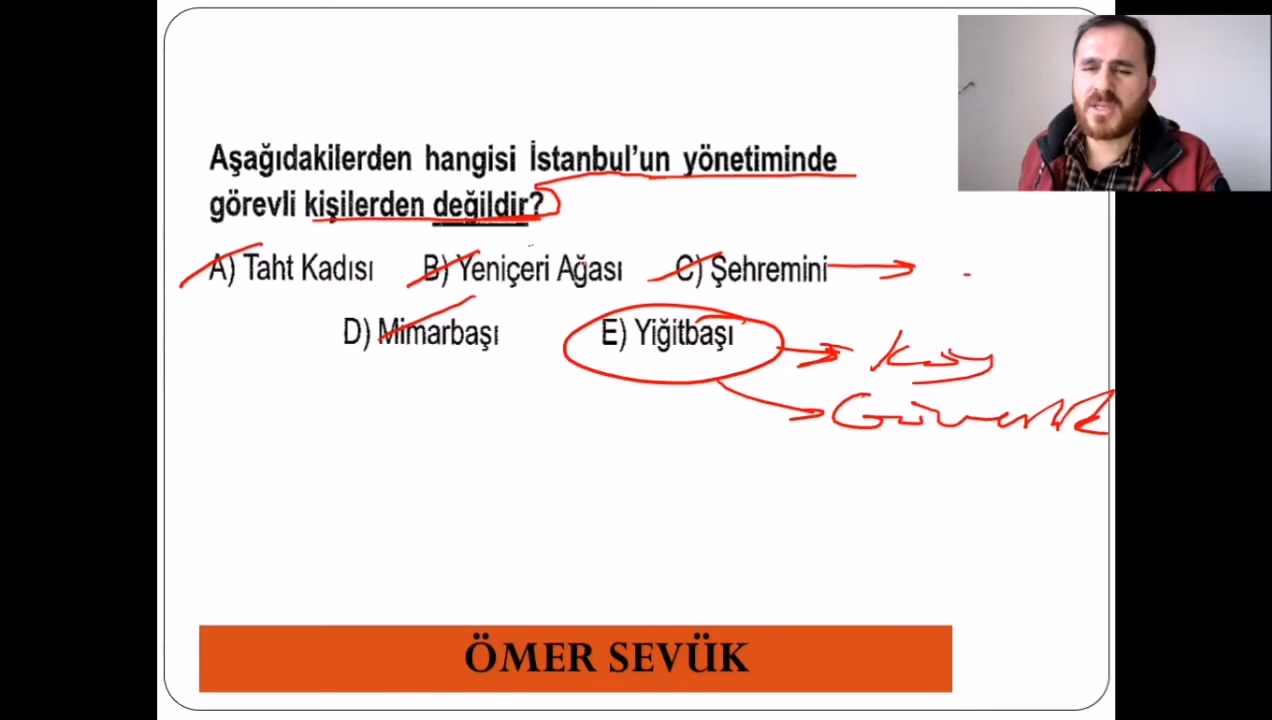 Aşağıdakilerden hangisi İstanbul'un yönetiminde
görevli kişilerden değildir?
A) Taht Kadısı B) Yeniçeri Ağası C) Şehremini
D) Mimarbaşı E) Yiğitbaşı
Köy
Güvenlik
ÖMER SEVÜK